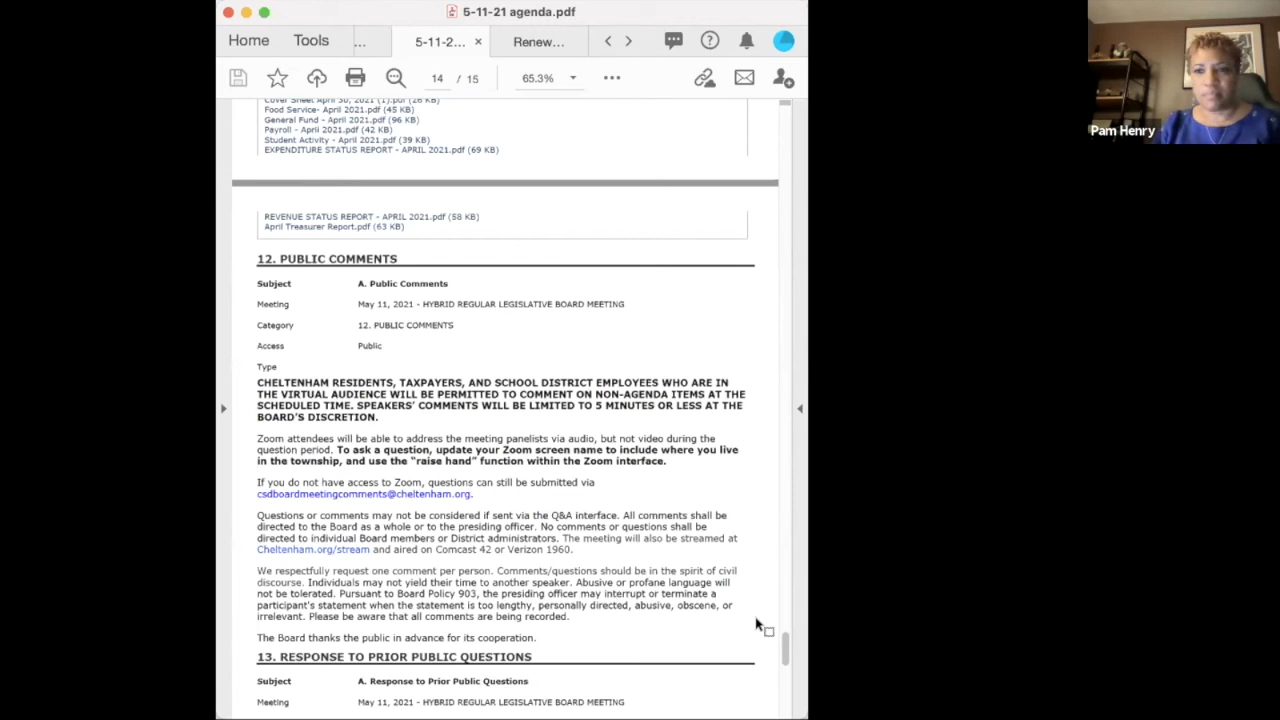 5-11-21 agenda.pdf
Home Tools ... 5-11-2... × Renew...
14 / 15 65.3%
Cover Sheet April 30, 2021 (1).pdf (26 KB)
Food Service- April 2021.pdf (45 KB)
General Fund - April 2021.pdf (96 KB)
Payroll - April 2021.pdf (42 KB)
Student Activity - April 2021.pdf (39 KB)
EXPENDITURE STATUS REPORT - APRIL 2021.pdf (69 KB)
REVENUE STATUS REPORT - APRIL 2021.pdf (58 KB)
April Treasurer Report.pdf (63 KB)
12. PUBLIC COMMENTS
Subject A. Public Comments
Meeting May 11, 2021 - HYBRID REGULAR LEGISLATIVE BOARD MEETING
Category 12. PUBLIC COMMENTS
Access Public
Type
CHELTENHAM RESIDENTS, TAXPAYERS, AND SCHOOL DISTRICT EMPLOYEES WHO ARE IN
THE VIRTUAL AUDIENCE WILL BE PERMITTED TO COMMENT ON NON-AGENDA ITEMS AT THE
SCHEDULED TIME. SPEAKERS' COMMENTS WILL BE LIMITED TO 5 MINUTES OR LESS AT THE
BOARD'S DISCRETION.
Zoom attendees will be able to address the meeting panelists via audio, but not video during the
question period. To ask a question, update your Zoom screen name to include where you live
in the township, and use the "raise hand" function within the Zoom interface.
If you do not have access to Zoom, questions can still be submitted via
csdboardmeetingcomments@cheltenham.org.
Questions or comments may not be considered if sent via the Q&A interface. All comments shall be
directed to the Board as a whole or to the presiding officer. No comments or questions shall be
directed to individual Board members or District administrators. The meeting will also be streamed at
Cheltenham.org/stream and aired on Comcast 42 or Verizon 1960.
We respectfully request one comment per person. Comments/questions should be in the spirit of civil
discourse. Individuals may not yield their time to another speaker. Abusive or profane language will
not be tolerated. Pursuant to Board Policy 903, the presiding officer may interrupt or terminate a
participant's statement when the statement is too lengthy, personally directed, abusive, obscene, or
irrelevant. Please be aware that all comments are being recorded.
The Board thanks the public in advance for its cooperation.
13. RESPONSE TO PRIOR PUBLIC QUESTIONS
Subject A. Response to Prior Public Questions
Meeting May 11, 2021 - HYBRID REGULAR LEGISLATIVE BOARD MEETING
Pam Henry